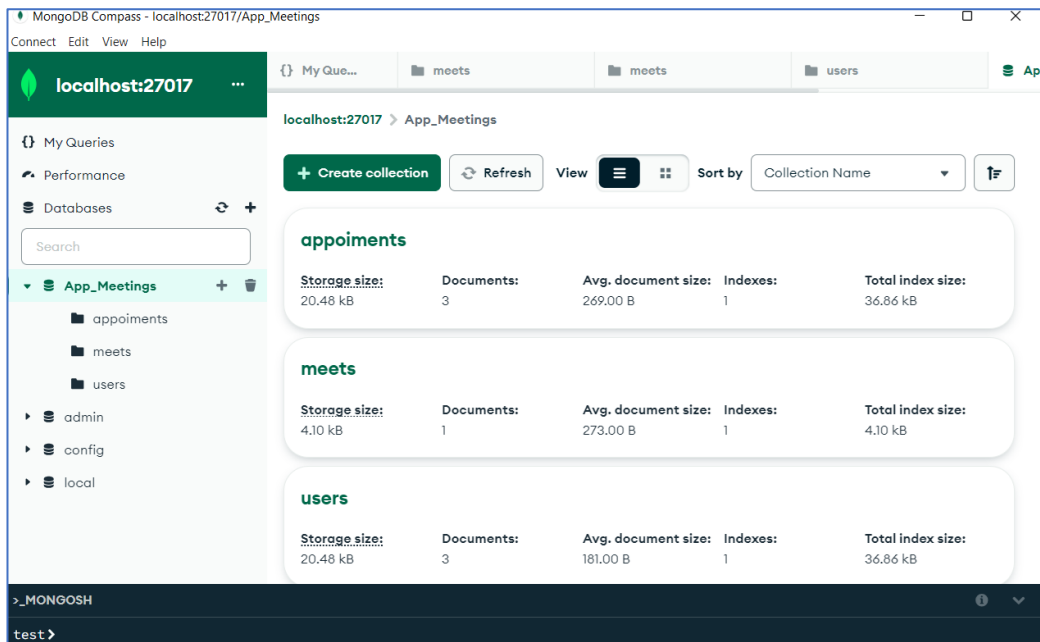 MongoDB Compass - localhost:27017/App_Meetings
Connect Edit View Help
localhost:27017 ...
{} My Que... meets meets users Ap
{} My Queries
Performance
Databases
Search
App_Meetings
appoiments
meets
users
admin
config
local
localhost:27017 > App_Meetings
+ Create collection Refresh View Sort by Collection Name
appoiments
Storage size: Documents: Avg. document size: Indexes: Total index size:
20.48 kB 3 269.00 B 1 36.86 kB
meets
Storage size: Documents: Avg. document size: Indexes: Total index size:
4.10 kB 1 273.00 B 1 4.10 kB
users
Storage size: Documents: Avg. document size: Indexes: Total index size:
20.48 kB 3 181.00 B 1 36.86 kB
>_MONGOSH
test>